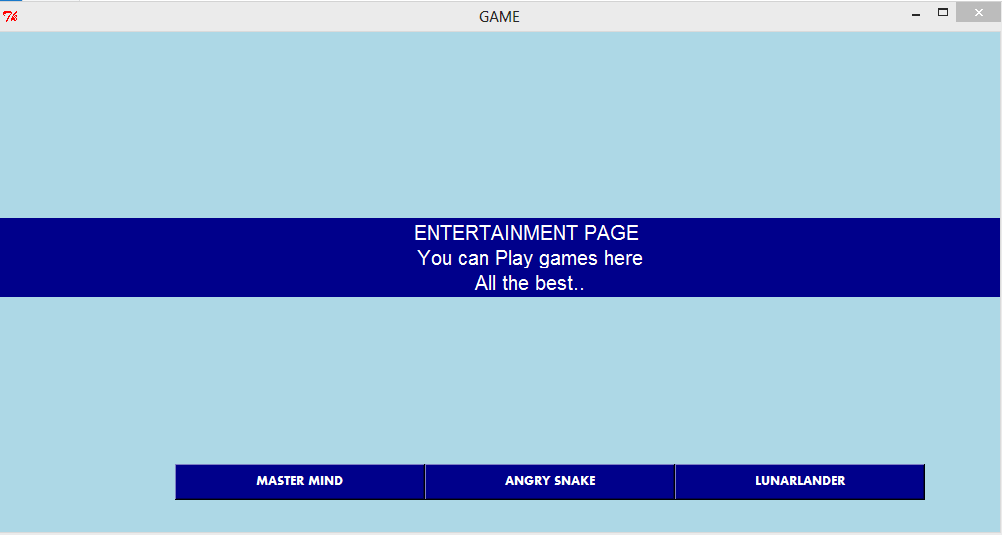 GAME
ENTERTAINMENT PAGE
You can Play games here
All the best..
MASTER MIND
ANGRY SNAKE
LUNARLANDER